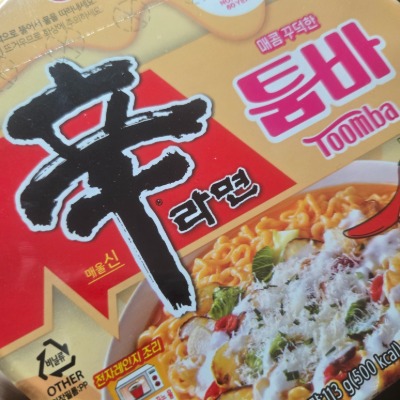 매콤 꾸덕한
툼바
Toomba
辛
라면
매울신
전자레인지 조리
비닐류
OTHER
113 g (500 kcal)